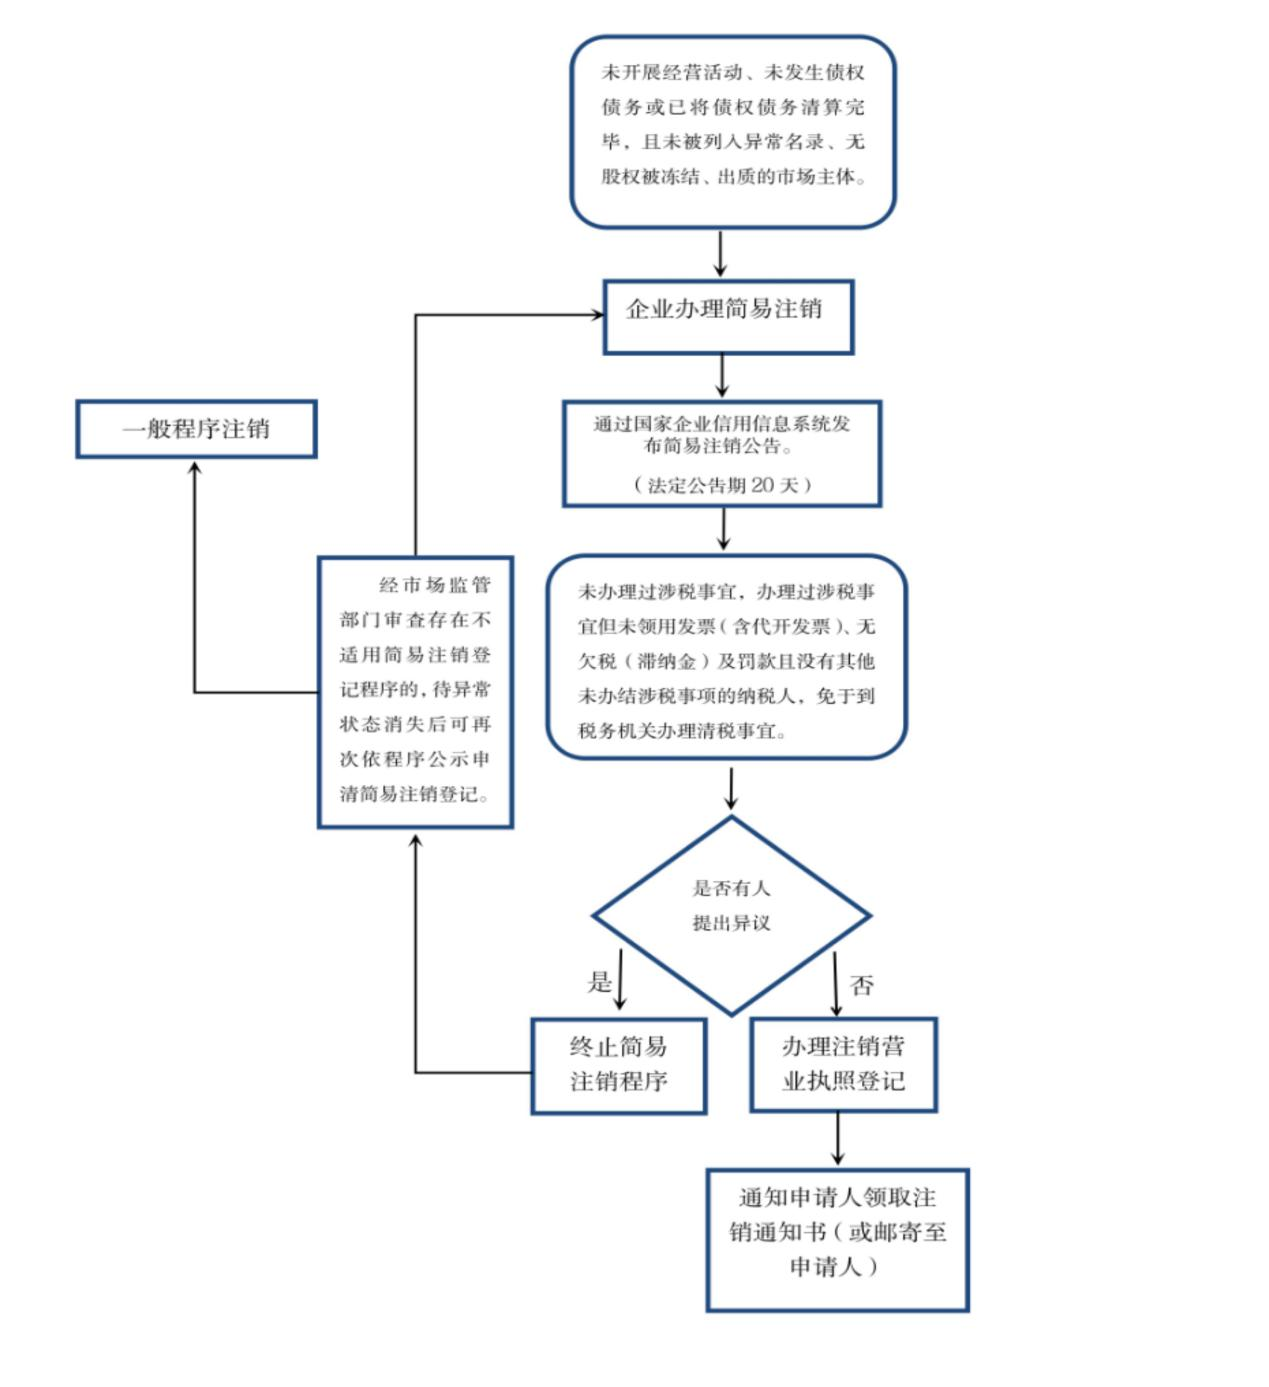 未开展经营活动、未发生债权
债务或已将债权债务清算完
毕，且未被列入异常名录、无
股权被冻结、出质的市场主体。
企业办理简易注销
通过国家企业信用信息系统发
布简易注销公告。
（法定公告期 20 天）
一般程序注销
经市场监管
部门审查存在不
适用简易注销登
记程序的，待异常
状态消失后可再
次依程序公示申
请简易注销登记。
未办理过涉税事宜，办理过涉税事
宜但未领用发票（含代开发票）、无
欠税（滞纳金）及罚款且没有其他
未办结涉税事项的纳税人，免于到
税务机关办理清税事宜。
是否有人
提出异议
是
否
终止简易
注销程序
办理注销营
业执照登记
通知申请人领取注
销通知书（或邮寄至
申请人）